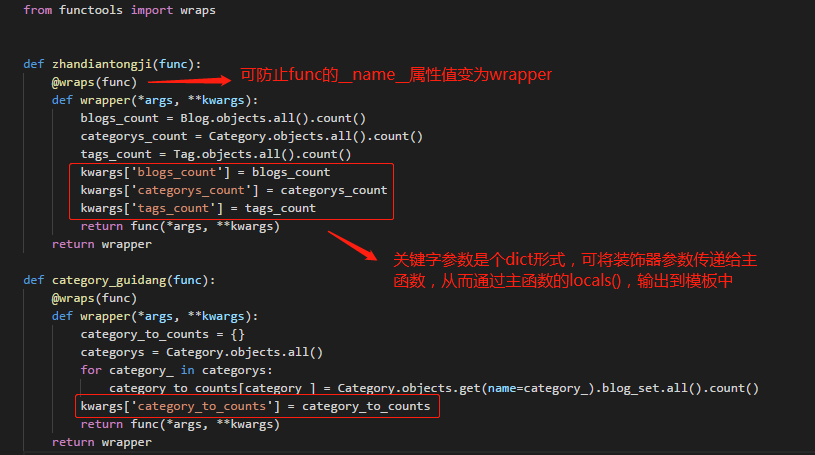 from functools import wraps
def zhandiantongji(func):
@wraps(func)
可防止func的__name__属性值变为wrapper
def wrapper(*args, **kwargs):
blogs_count = Blog.objects.all().count()
categorys_count = Category.objects.all().count()
tags_count = Tag.objects.all().count()
kwargs['blogs_count'] = blogs_count
kwargs['categorys_count'] = categorys_count
kwargs['tags_count'] = tags_count
return func(*args, **kwargs)
return wrapper
关键字参数是个dict形式，可将装饰器参数传递给主
函数，从而通过主函数的locals()，输出到模板中
def category_guidang(func):
@wraps(func)
def wrapper(*args, **kwargs):
category_to_counts = {}
categorys = Category.objects.all()
for category_ in categorys:
category_to_counts[category_] = Category.objects.get(name=category_).blog_set.all().count()
kwargs['category_to_counts'] = category_to_counts
return func(*args, **kwargs)
return wrapper